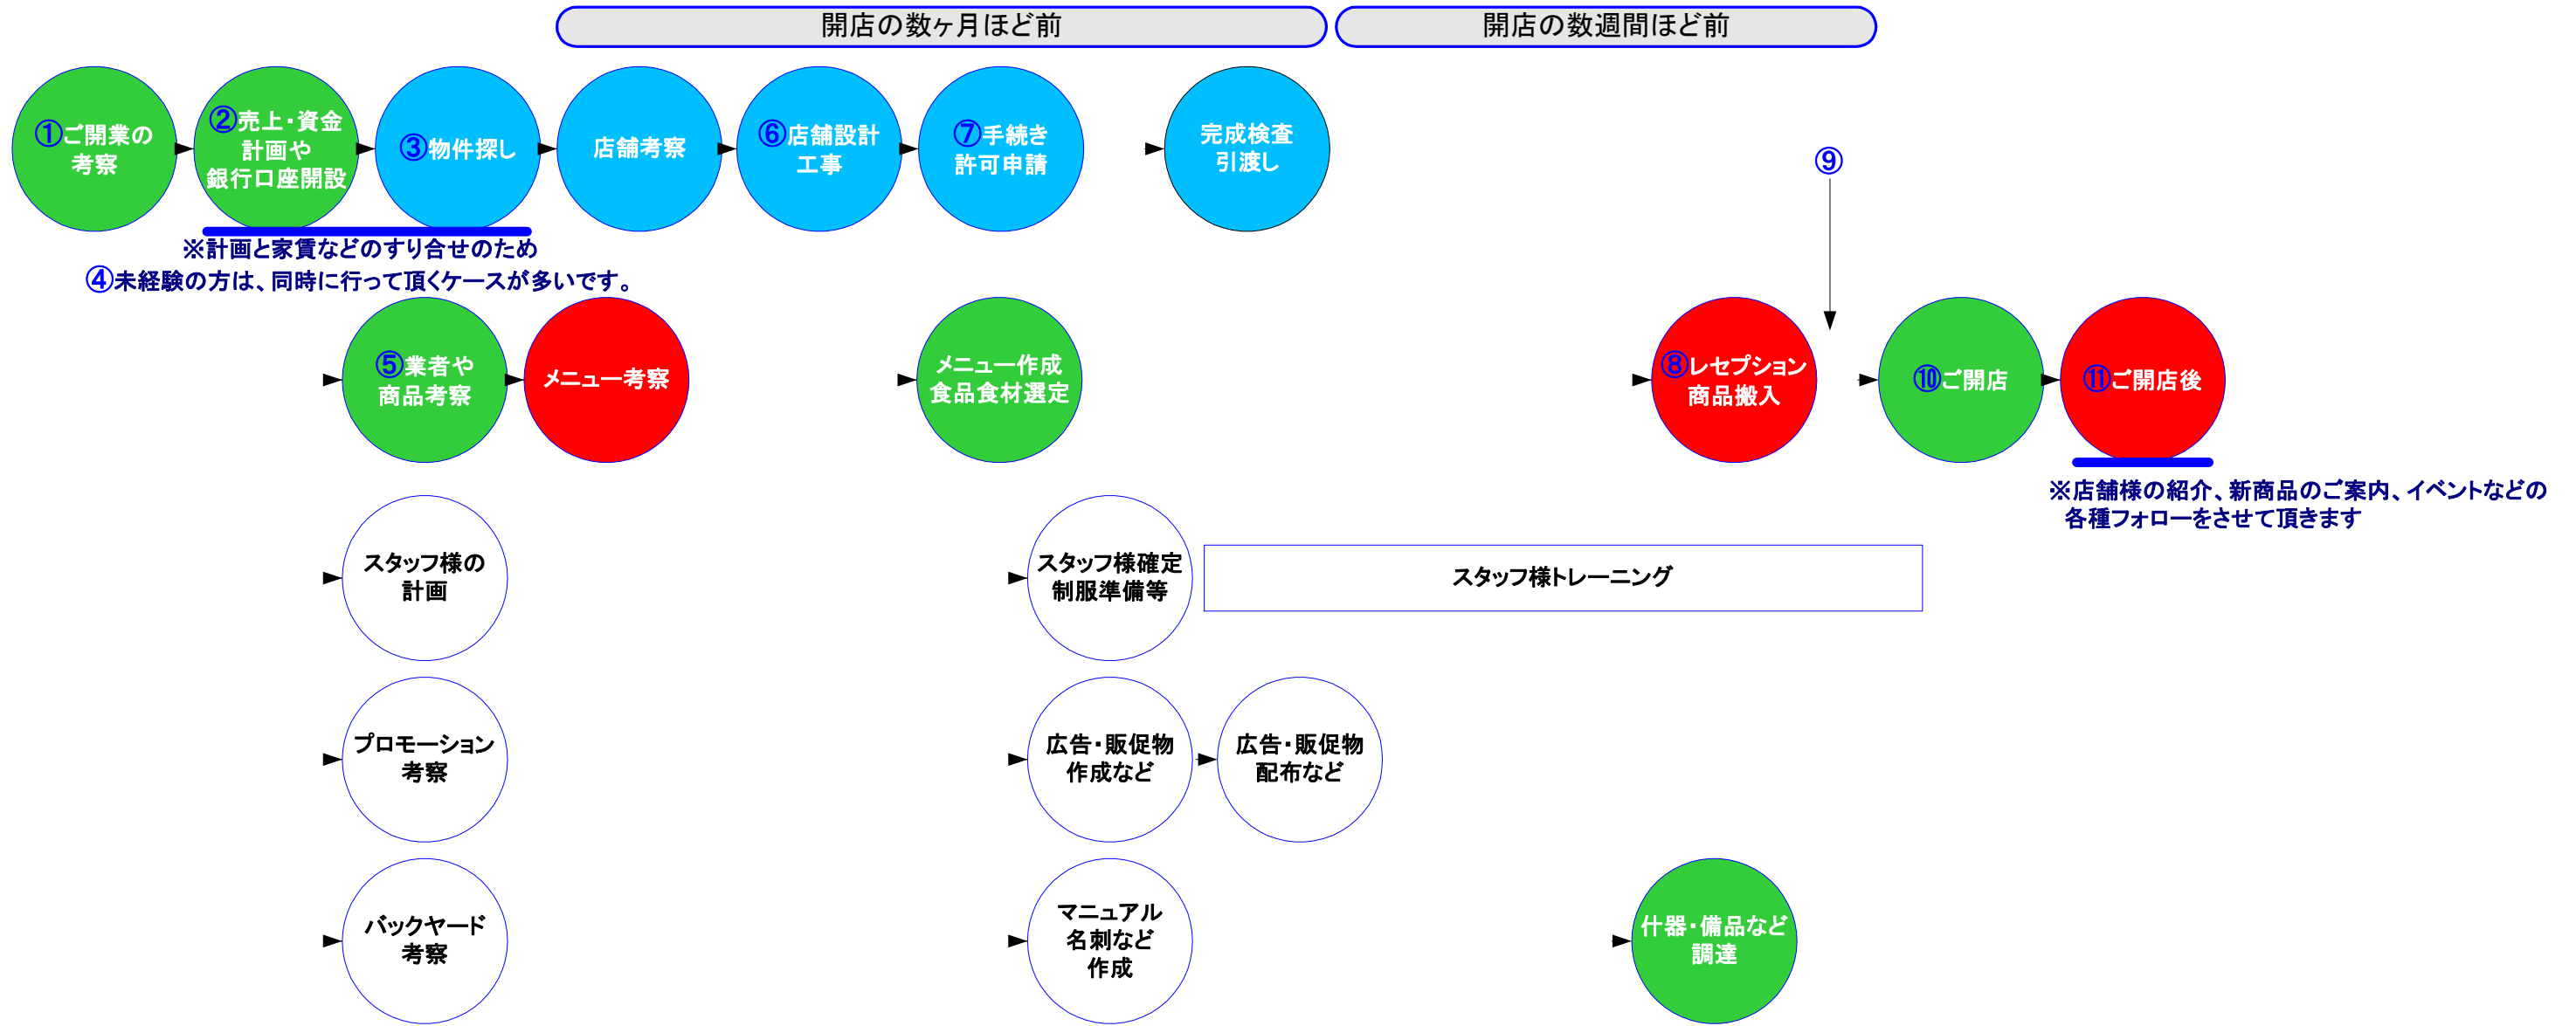 開店の数ヶ月ほど前
開店の数週間ほど前
①ご開業の
考察
②売上・資金
計画や
銀行口座開設
③物件探し
店舗考察
⑥店舗設計
工事
⑦手続き
許可申請
完成検査
引渡し
⑨
※計画と家賃などのすり合せのため
④未経験の方は、同時に行って頂くケースが多いです。
⑤業者や
商品考察
メニュー考察
メニュー作成
食品食材選定
⑧レセプション
商品搬入
⑩ご開店
⑪ご開店後
※店舗様の紹介、新商品のご案内、イベントなどの
各種フォローをさせて頂きます
スタッフ様の
計画
スタッフ様確定
制服準備等
スタッフ様トレーニング
プロモーション
考察
広告・販促物
作成など
広告・販促物
配布など
バックヤード
考察
マニュアル
名刺など
作成
什器・備品など
調達